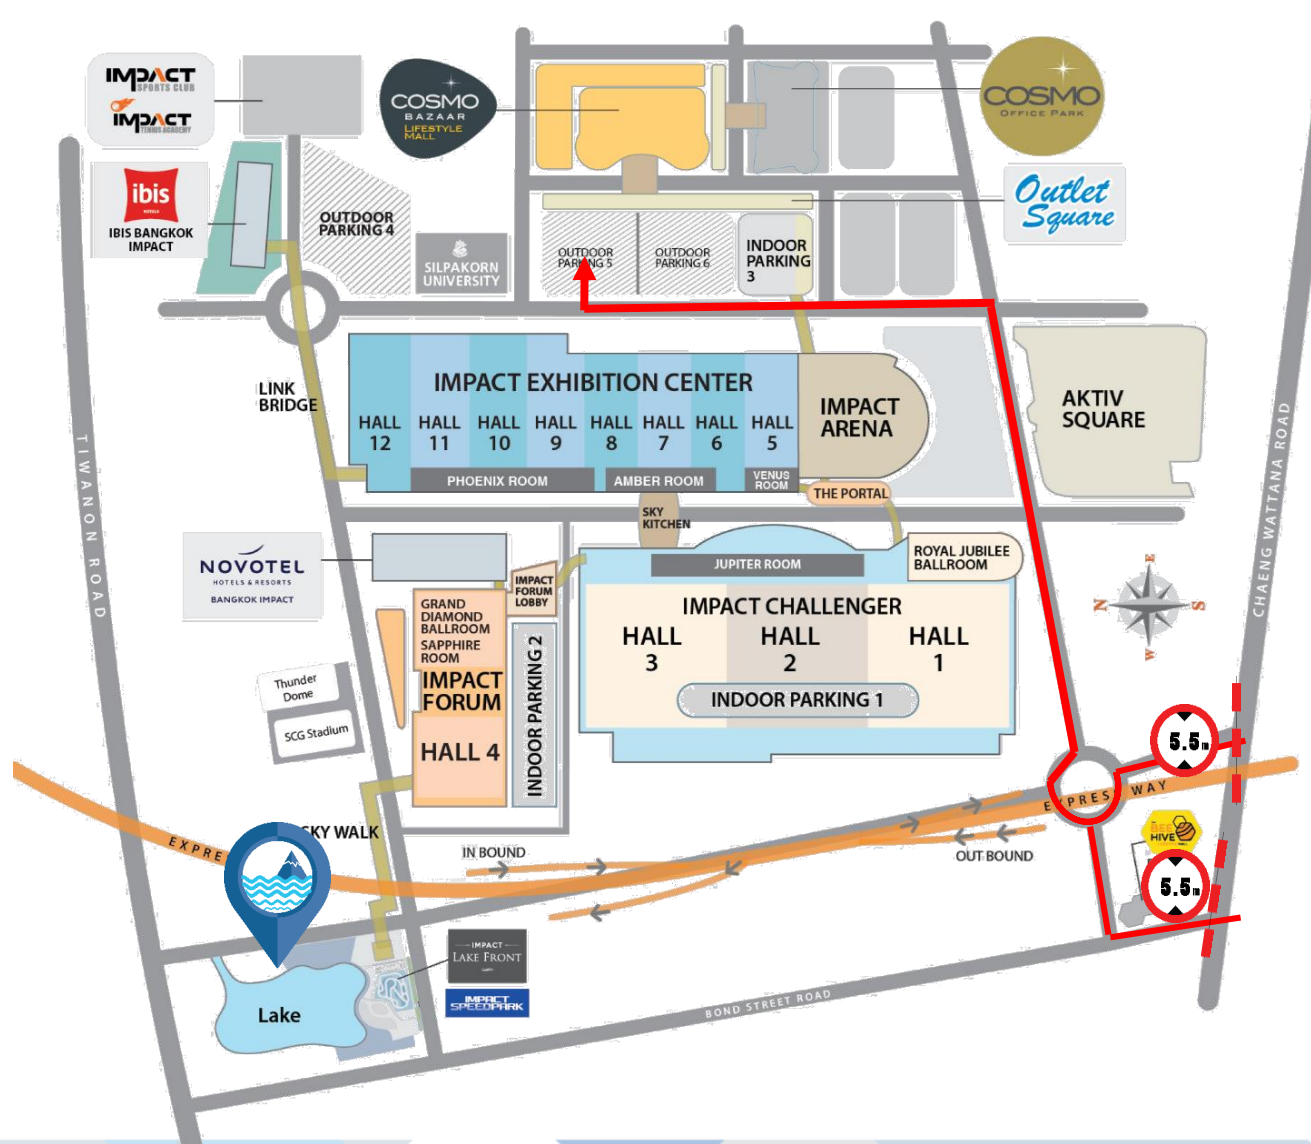 IMPACT
SPORTS CLUB
IMPACT
TENNIS ACADEMY
COSMO
BAZAAR
LIFESTYLE
MALL
COSMO
OFFICE PARK
ibis
HOTELS
IBIS BANGKOK
IMPACT
OUTDOOR
PARKING 4
SILPAKORN
UNIVERSITY
OUTDOOR
PARKING 5
OUTDOOR
PARKING 6
INDOOR
PARKING
3
Outlet
Square
LINK
BRIDGE
IMPACT EXHIBITION CENTER
HALL
12
HALL
11
HALL
10
HALL
9
HALL
8
HALL
7
HALL
6
HALL
5
PHOENIX ROOM
AMBER ROOM
VENUS
ROOM
IMPACT
ARENA
THE PORTAL
AKTIV
SQUARE
TIWANON ROAD
CHAENG WATTANA ROAD
SKY
KITCHEN
NOVOTEL
HOTELS & RESORTS
BANGKOK IMPACT
IMPACT
FORUM
LOBBY
JUPITER ROOM
ROYAL JUBILEE
BALLROOM
GRAND
DIAMOND
BALLROOM
SAPPHIRE
ROOM
IMPACT
FORUM
HALL 4
INDOOR PARKING 2
IMPACT CHALLENGER
HALL
3
HALL
2
HALL
1
INDOOR PARKING 1
N
E
S
W
Thunder
Dome
SCG Stadium
5.5m
EXPRESS WAY
BEE
HIVE
5.5m
SKY WALK
EXPRE
IN BOUND
OUT BOUND
IMPACT
LAKE FRONT
IMPACT
SPEEDPARK
Lake
BOND STREET ROAD